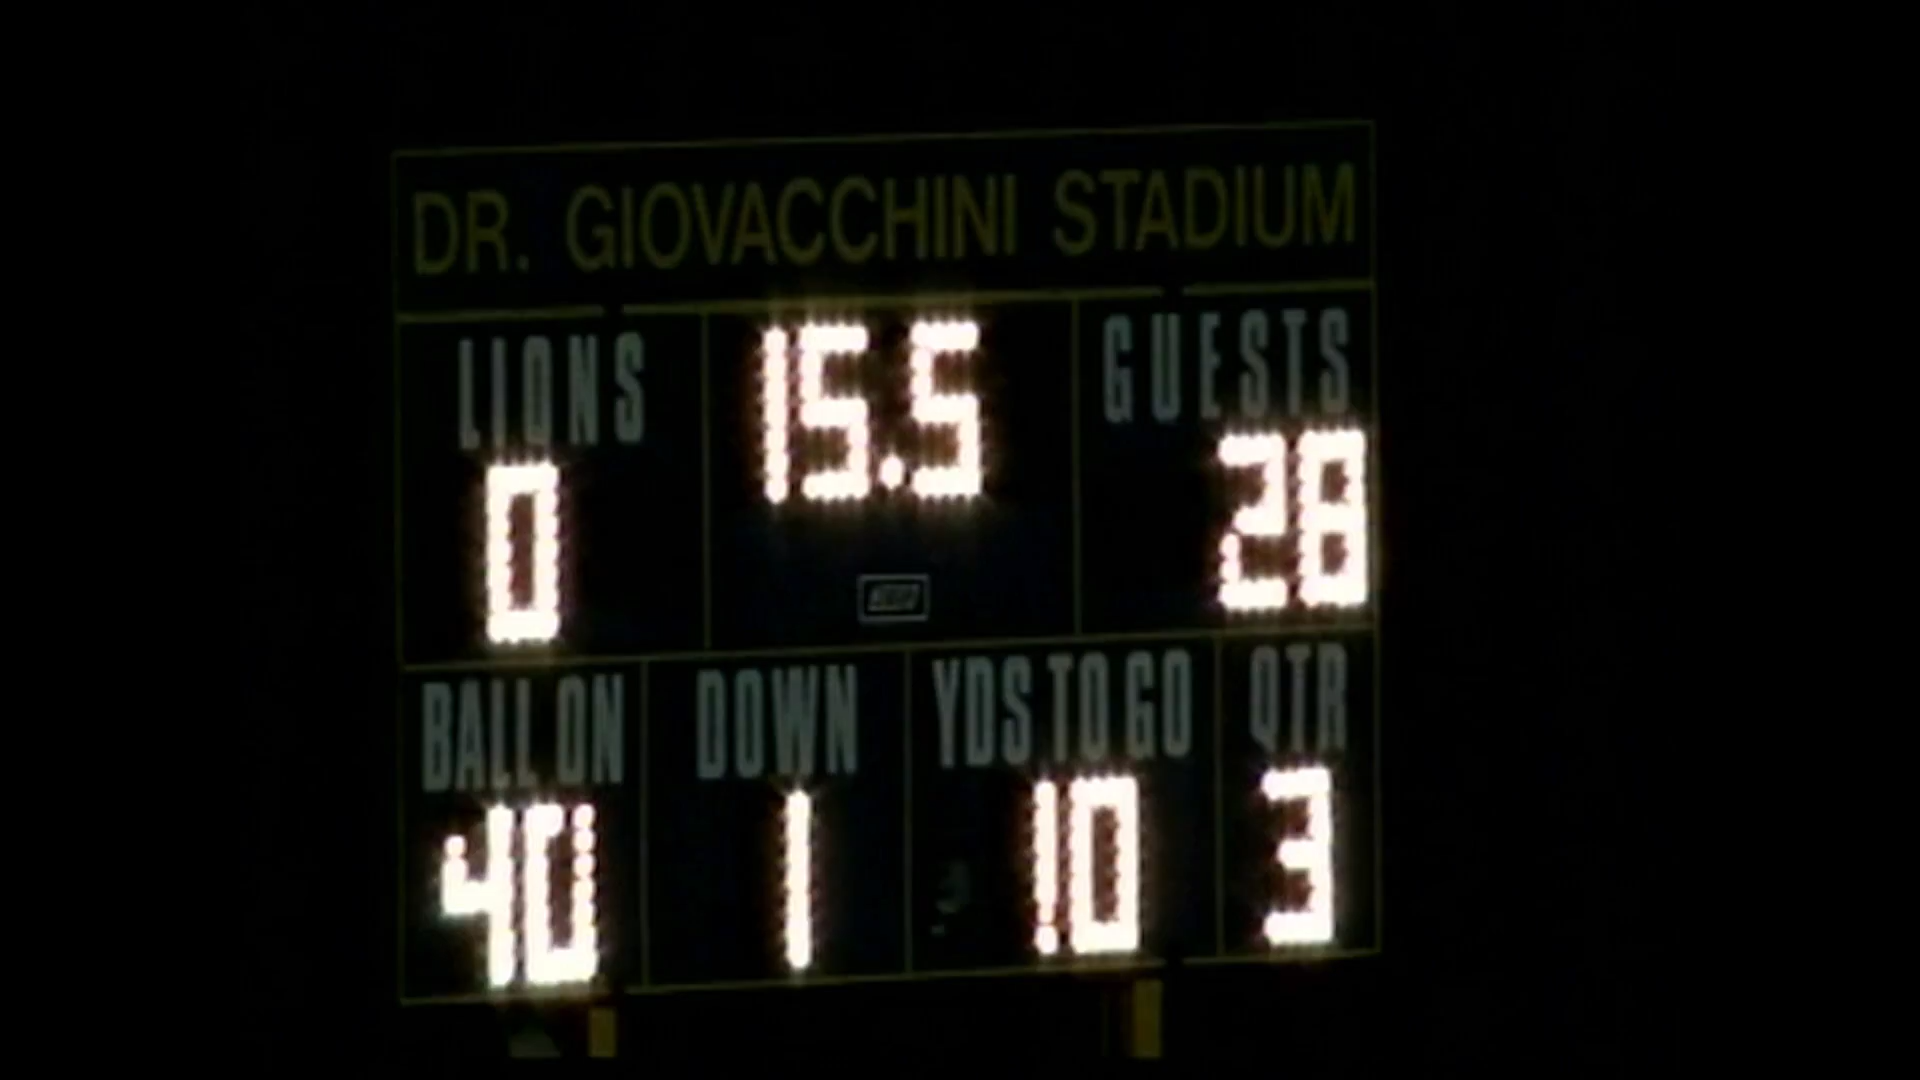 DR. GIOVACCHINI STADIUM
LIONS 15.5 GUESTS
0 28
BALL ON DOWN YDS TO GO QTR
40 1 10 3